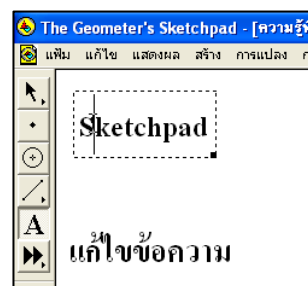 The Geometer's Sketchpad - [ความรู้
แฟ้ม แก้ไข แสดงผล สร้าง การแปลง
Sketchpad
A
แก้ไขข้อความ